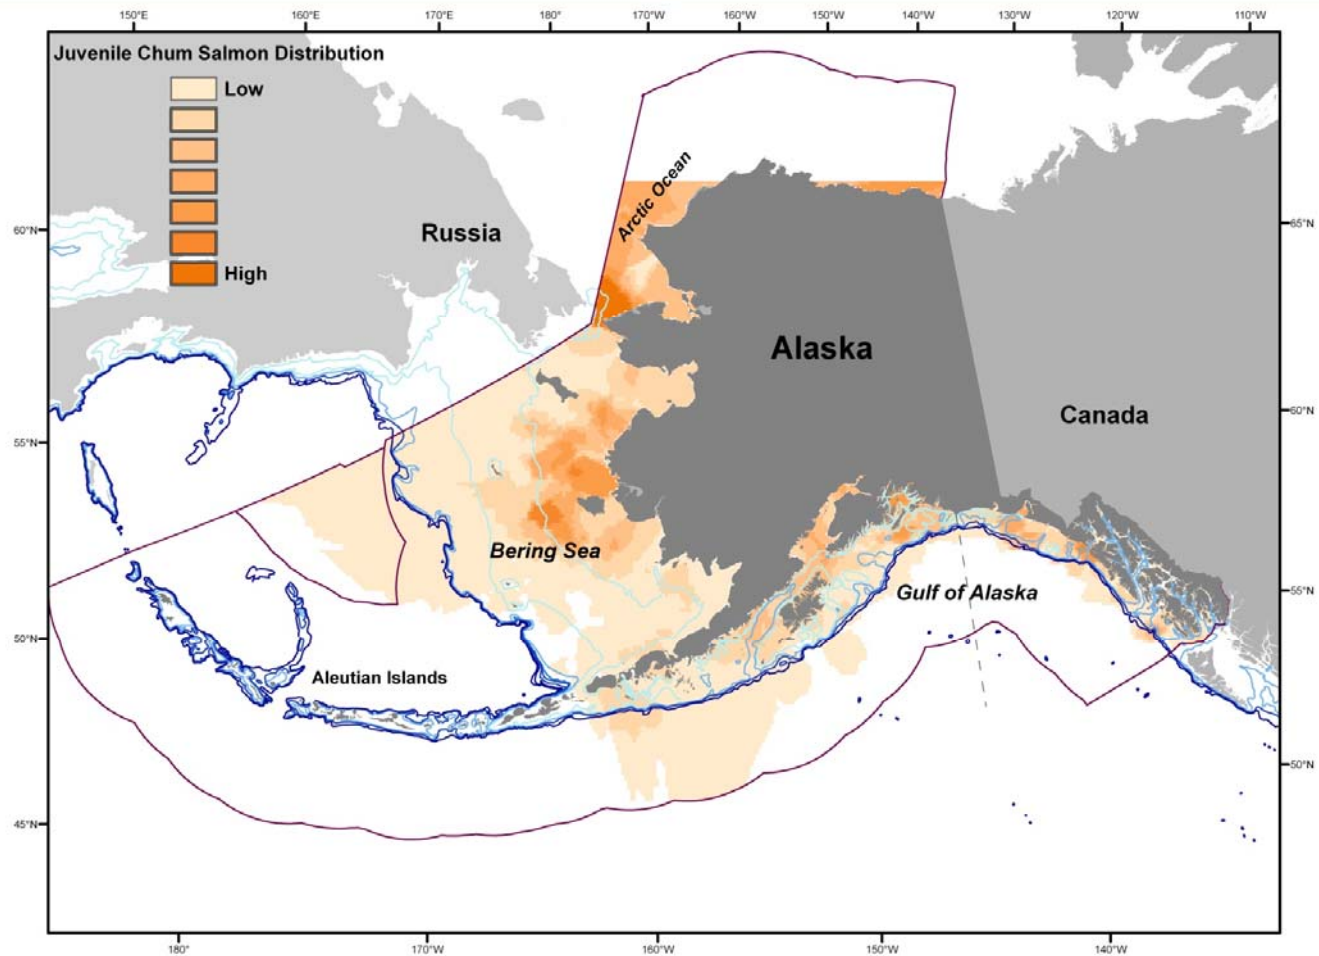 150°E 160°E 170°E 180° 170°W 160°W 150°W 140°W 130°W 120°W 110°W
Juvenile Chum Salmon Distribution
Low
High
Arctic Ocean
Russia
60°N
65°N
Alaska
Canada
60°N
55°N
Bering Sea
Gulf of Alaska
55°N
50°N
Aleutian Islands
50°N
45°N
180° 170°W 160°W 150°W 140°W